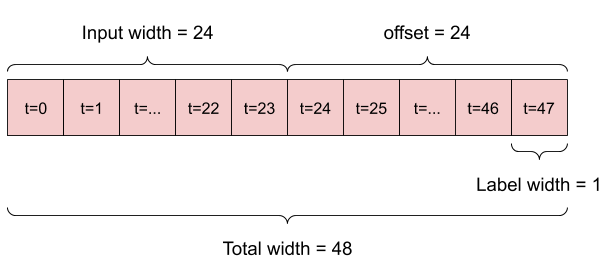 Input width = 24
offset = 24
t=0 t=1 t=... t=22 t=23 t=24 t=25 t=... t=46 t=47
Label width = 1
Total width = 48